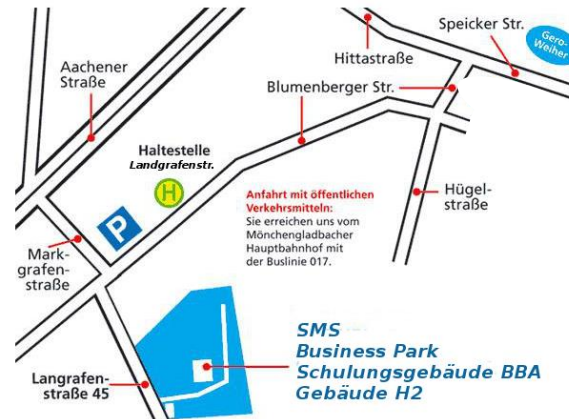 Speicker Str.
Gero-
Weiher
Hittastraße
Aachener
Straße
Blumenberger Str.
Haltestelle
Landgrafenstr.
H
P
Hügel-
straße
Anfahrt mit öffentlichen
Verkehrsmitteln:
Sie erreichen uns vom
Mönchengladbacher
Hauptbahnhof mit
der Buslinie 017.
Mark-
grafen-
straße
SMS
Business Park
Schulungsgebäude BBA
Gebäude H2
Langrafen-
straße 45